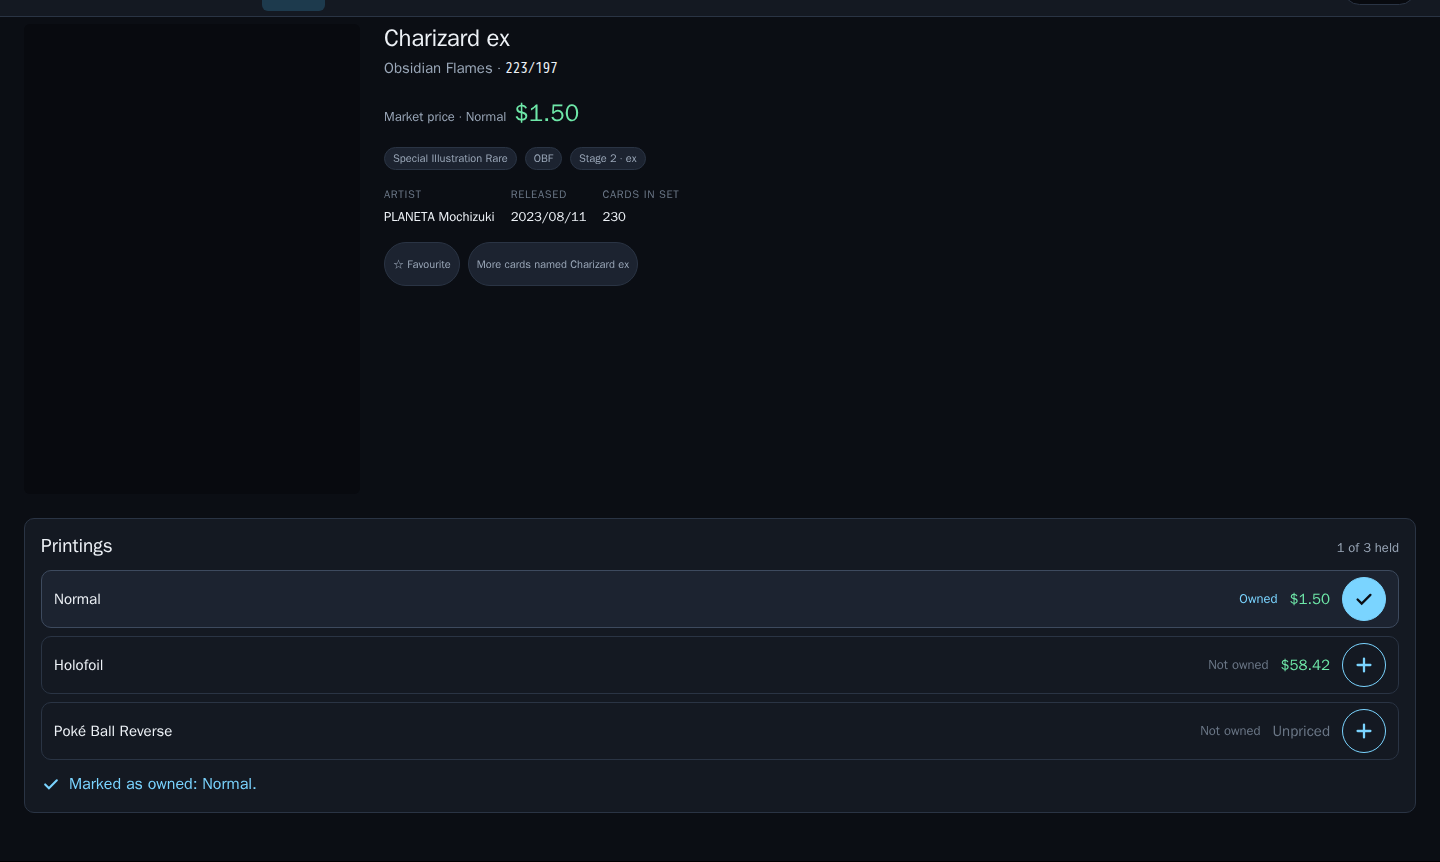 Charizard ex
Obsidian Flames · 223/197
Market price · Normal $1.50
Special Illustration Rare OBF Stage 2 · ex
ARTIST RELEASED CARDS IN SET
PLANETA Mochizuki 2023/08/11 230
☆ Favourite More cards named Charizard ex
Printings 1 of 3 held
Normal Owned $1.50
Holofoil Not owned $58.42
Poké Ball Reverse Not owned Unpriced
Marked as owned: Normal.